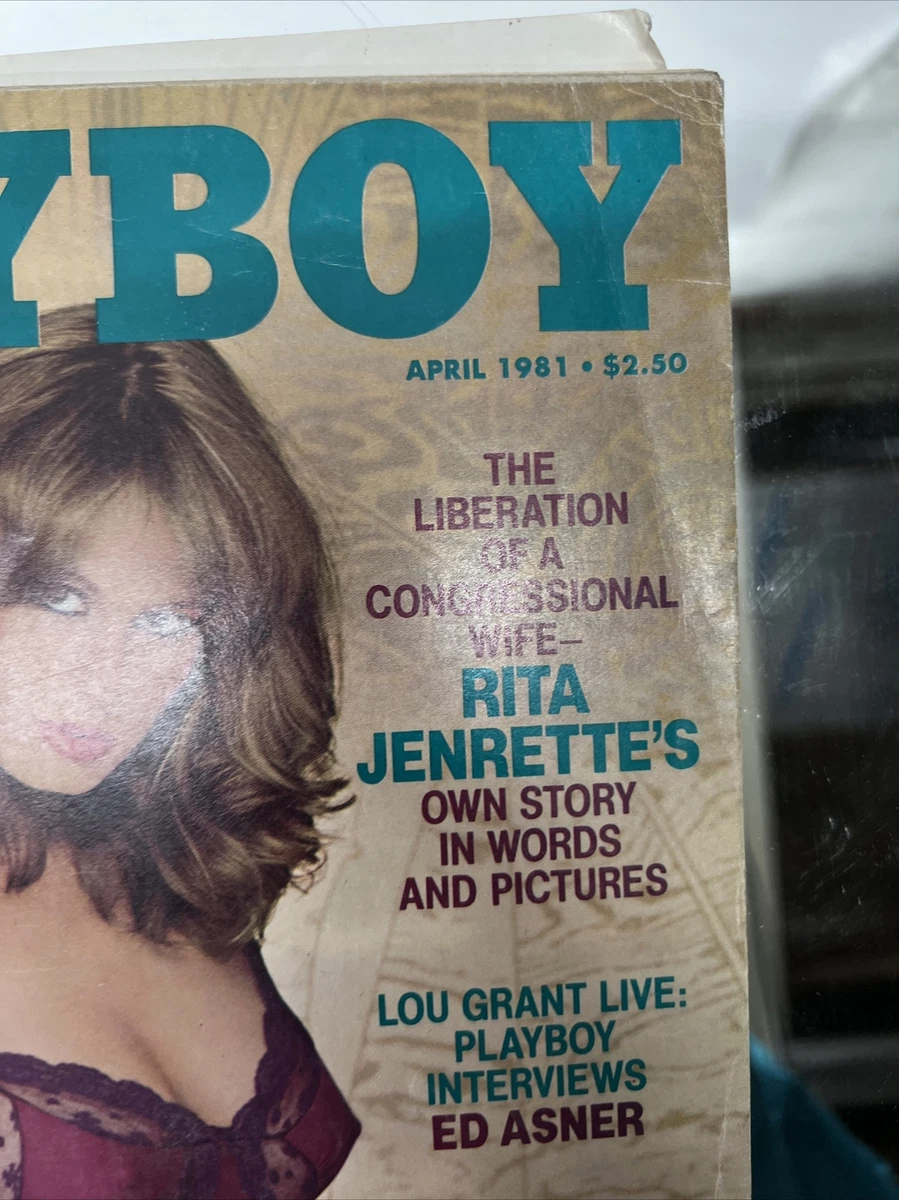 YBOY
APRIL 1981 • $2.50
THE
LIBERATION
OF A
CONGRESSIONAL
WIFE—
RITA
JENRETTE'S
OWN STORY
IN WORDS
AND PICTURES
LOU GRANT LIVE:
PLAYBOY
INTERVIEWS
ED ASNER